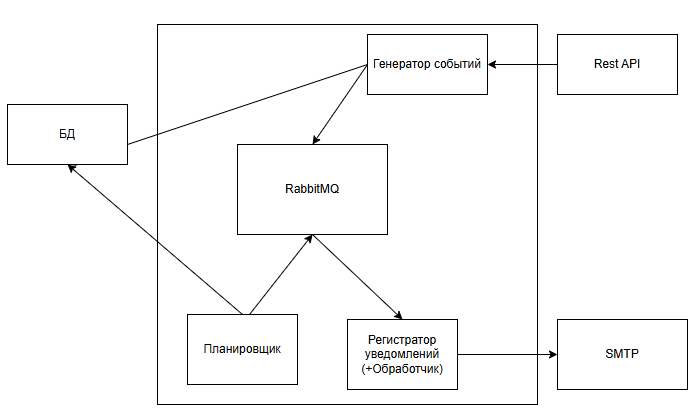 Генератор событий
Rest API
БД
RabbitMQ
Планировщик
Регистратор
уведомлений
(+Обработчик)
SMTP